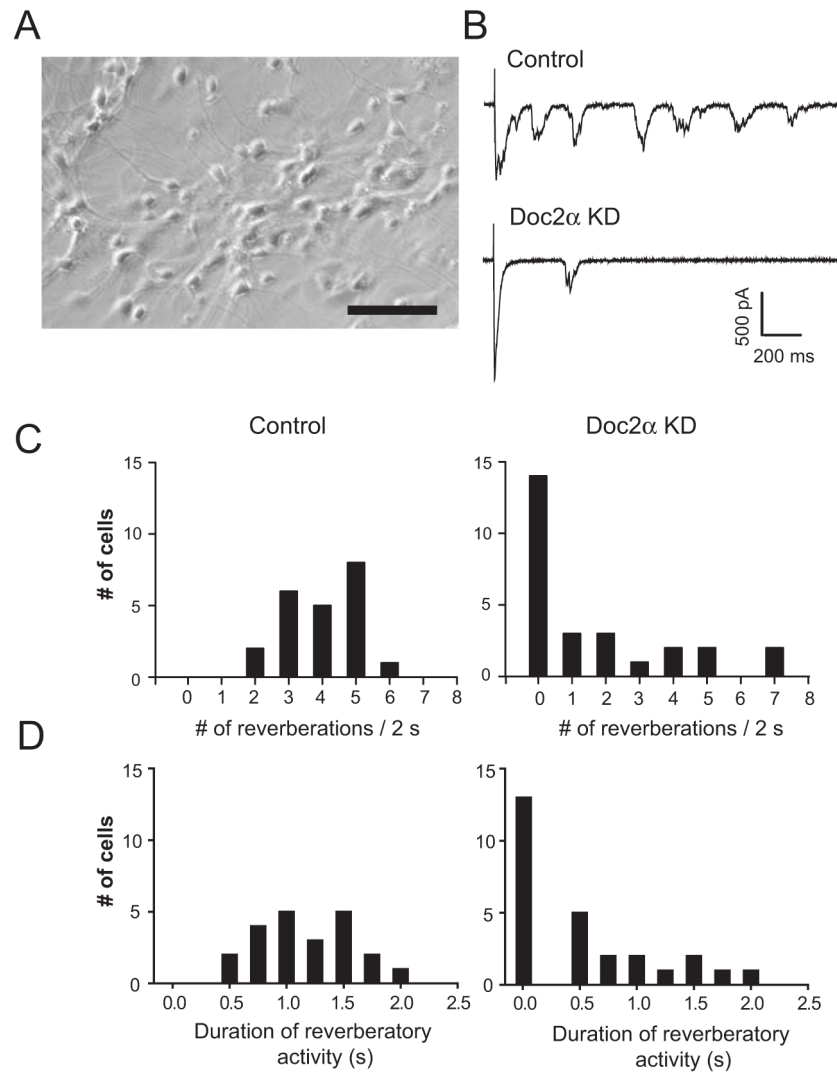 A
B
Control
Doc2α KD
500 pA
200 ms
C
Control
Doc2α KD
# of cells
15
10
5
0
0 1 2 3 4 5 6 7 8
# of reverberations / 2 s
15
10
5
0
0 1 2 3 4 5 6 7 8
# of reverberations / 2 s
D
# of cells
15
10
5
0
0.0 0.5 1.0 1.5 2.0 2.5
Duration of reverberatory
activity (s)
15
10
5
0
0.0 0.5 1.0 1.5 2.0 2.5
Duration of reverberatory
activity (s)